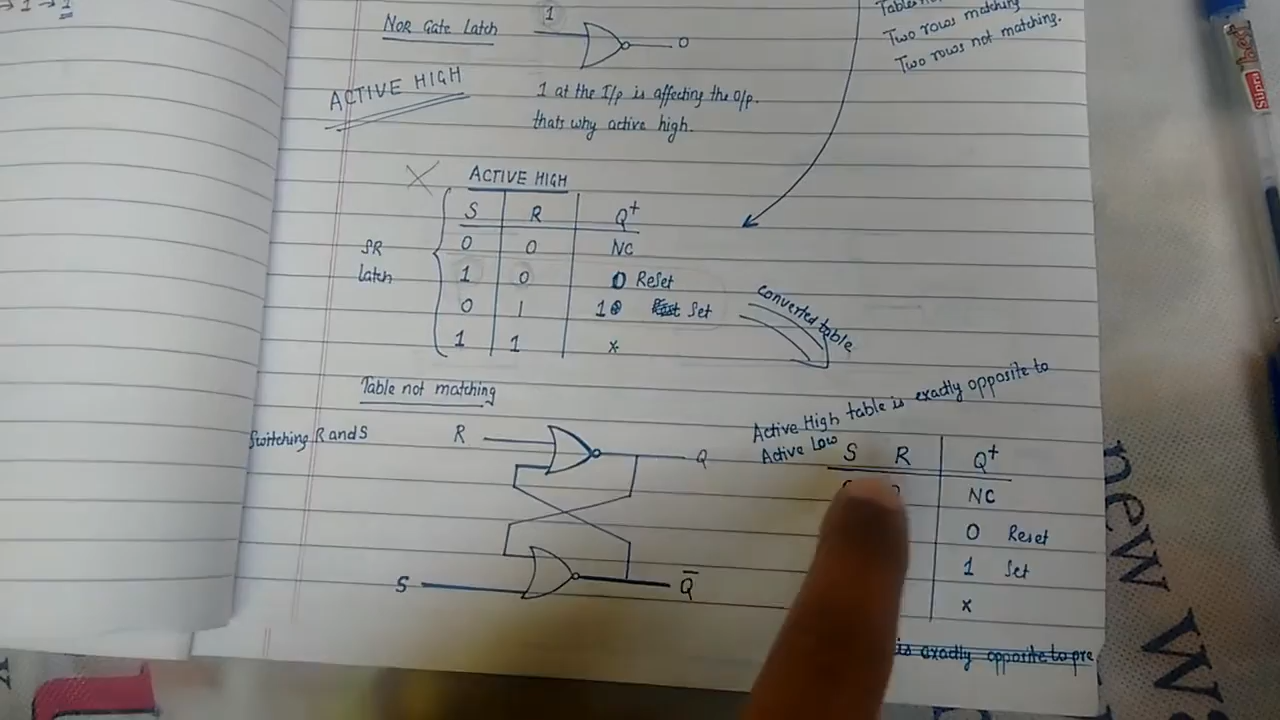 → 1 → 1
NOR Gate Latch
1
0
ACTIVE HIGH
1 at the I/p is affecting the o/p.
thats why active high.
Two rows matching
Two rows not matching.
ACTIVE HIGH
S R Q+
0 0 NC
SR latch
1 0 0 Reset
0 1 1 Set
1 1 x
converted table
Table not matching
Switching R and S
R
Q
S
Q̅
Active High table is exactly opposite to
Active Low
S R Q+
NC
0 Reset
1 Set
x
is exactly opposite to pre
new